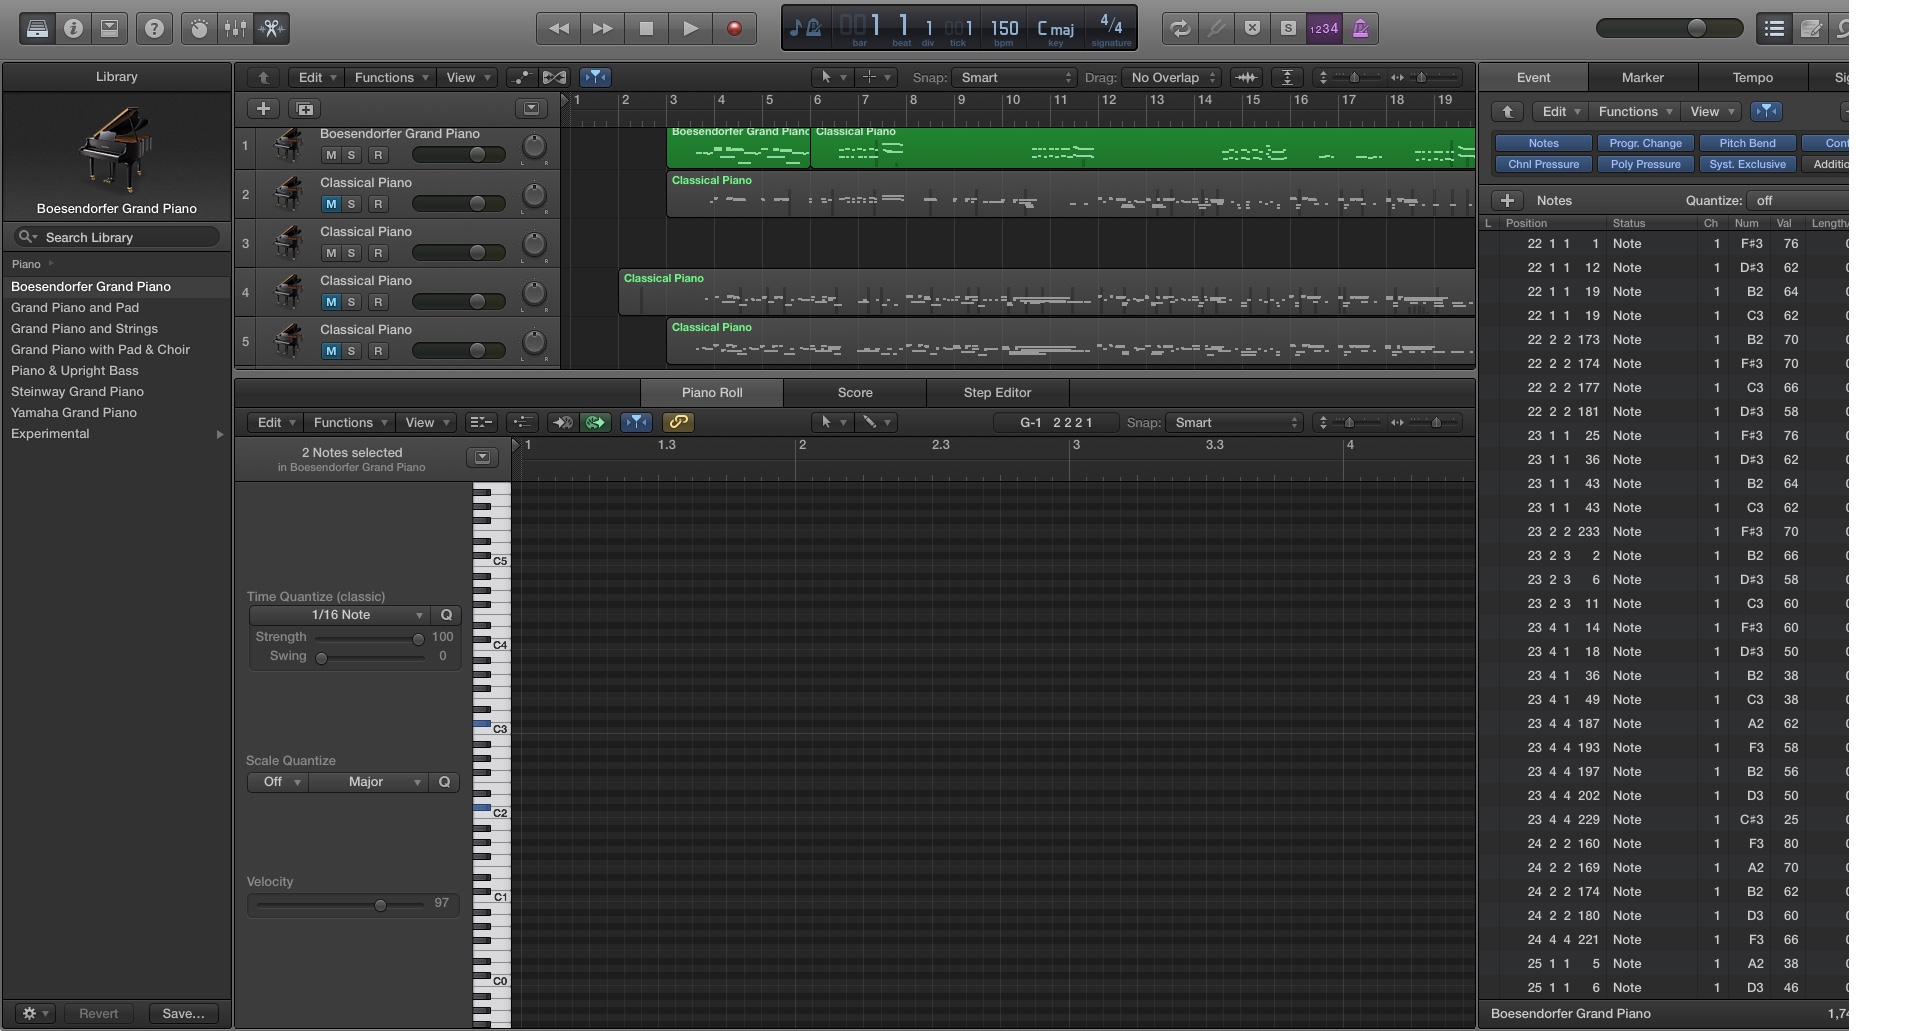 1 1 1 1 150 C maj 4/4
bar beat div tick bpm key signature
S 1234
Library
Boesendorfer Grand Piano
Search Library
Piano
Boesendorfer Grand Piano
Grand Piano and Pad
Grand Piano and Strings
Grand Piano with Pad & Choir
Piano & Upright Bass
Steinway Grand Piano
Yamaha Grand Piano
Experimental
Revert Save...
Edit Functions View Snap: Smart Drag: No Overlap
1 2 3 4 5 6 7 8 9 10 11 12 13 14 15 16 17 18 19
1 Boesendorfer Grand Piano
M S R L R
Boesendorfer Grand Piano Classical Piano
2 Classical Piano
M S R L R
Classical Piano
3 Classical Piano
M S R L R
4 Classical Piano
M S R L R
Classical Piano
5 Classical Piano
M S R L R
Classical Piano
Piano Roll Score Step Editor
Edit Functions View G-1 2 2 2 1 Snap: Smart
2 Notes selected
in Boesendorfer Grand Piano
1 1.3 2 2.3 3 3.3 4
Time Quantize (classic)
1/16 Note Q
Strength 100
Swing 0
Scale Quantize
Off Major Q
Velocity
97
C5
C4
C3
C2
C1
C0
Event Marker Tempo Sig
Edit Functions View
Notes Progr. Change Pitch Bend Cont
Chnl Pressure Poly Pressure Syst. Exclusive Additio
Notes Quantize: off
L Position Status Ch Num Val Length/
22 1 1 1 Note 1 F♯3 76
22 1 1 12 Note 1 D♯3 62
22 1 1 19 Note 1 B2 64
22 1 1 19 Note 1 C3 62
22 2 2 173 Note 1 B2 70
22 2 2 174 Note 1 F♯3 70
22 2 2 177 Note 1 C3 66
22 2 2 181 Note 1 D♯3 58
23 1 1 25 Note 1 F♯3 76
23 1 1 36 Note 1 D♯3 62
23 1 1 43 Note 1 B2 64
23 1 1 43 Note 1 C3 62
23 2 2 233 Note 1 F♯3 70
23 2 3 2 Note 1 B2 66
23 2 3 6 Note 1 D♯3 58
23 2 3 11 Note 1 C3 60
23 4 1 14 Note 1 F♯3 60
23 4 1 18 Note 1 D♯3 50
23 4 1 36 Note 1 B2 38
23 4 1 49 Note 1 C3 38
23 4 4 187 Note 1 A2 62
23 4 4 193 Note 1 F3 58
23 4 4 197 Note 1 B2 56
23 4 4 202 Note 1 D3 50
23 4 4 229 Note 1 C♯3 25
24 2 2 160 Note 1 F3 80
24 2 2 169 Note 1 A2 70
24 2 2 174 Note 1 B2 62
24 2 2 180 Note 1 D3 60
24 4 4 221 Note 1 F3 66
25 1 1 5 Note 1 A2 38
25 1 1 6 Note 1 D3 46
Boesendorfer Grand Piano 1,74